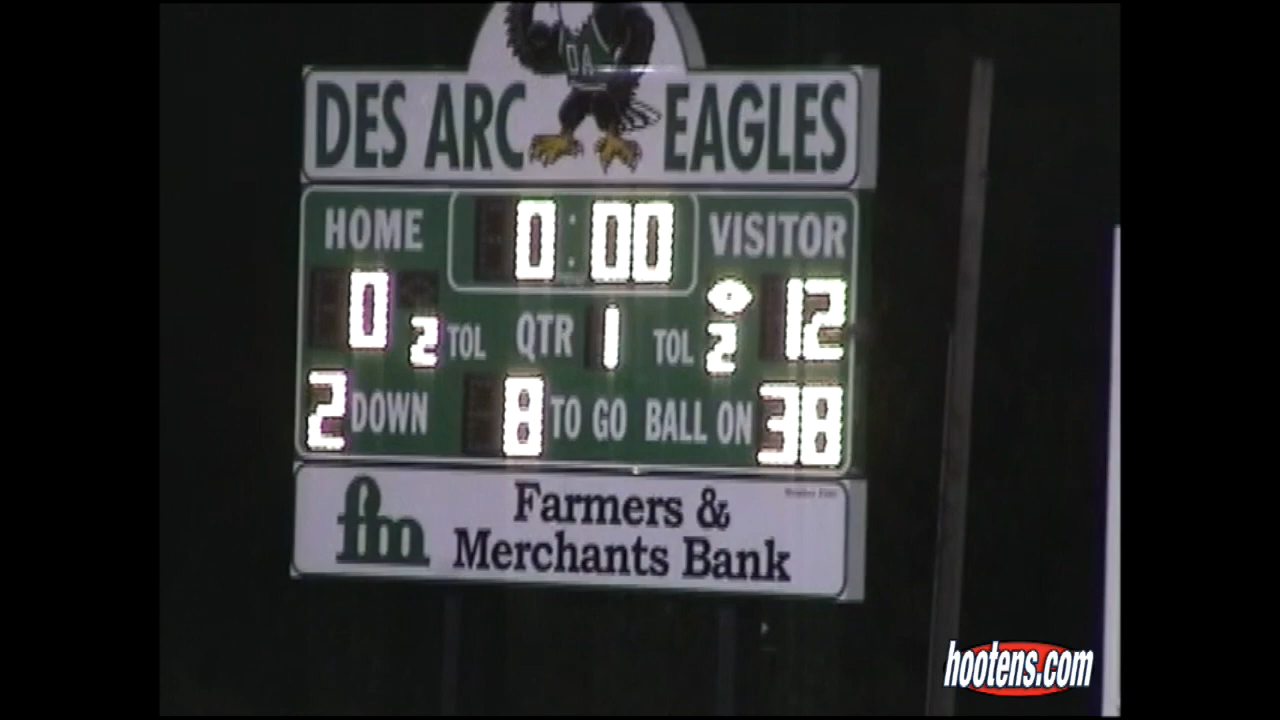 DA
DES ARC EAGLES
HOME 0:00 VISITOR
0 2 TOL QTR 1 TOL 2 12
2 DOWN 8 TO GO BALL ON 38
fm Farmers &
Merchants Bank
hootens.com